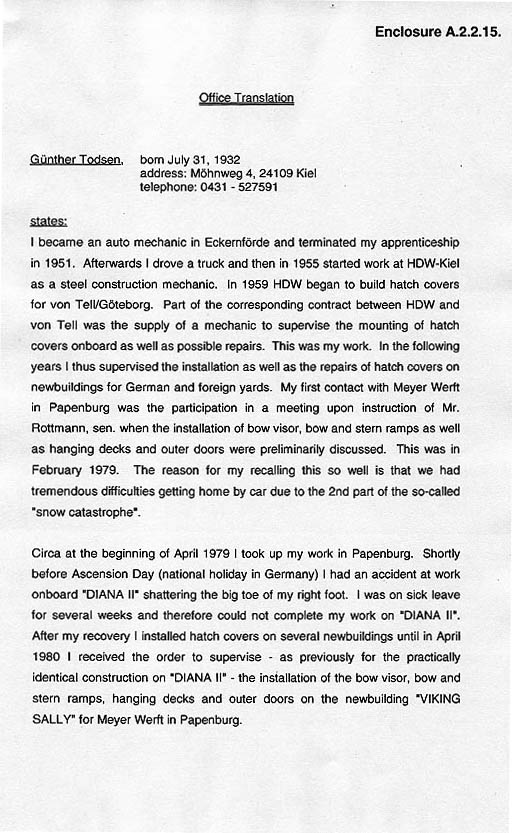 Enclosure A.2.2.15.
Office Translation
Günther Todsen, born July 31, 1932
address: Möhnweg 4, 24109 Kiel
telephone: 0431 - 527591
states:
I became an auto mechanic in Eckernförde and terminated my apprenticeship
in 1951. Afterwards I drove a truck and then in 1955 started work at HDW-Kiel
as a steel construction mechanic. In 1959 HDW began to build hatch covers
for von Tell/Göteborg. Part of the corresponding contract between HDW and
von Tell was the supply of a mechanic to supervise the mounting of hatch
covers onboard as well as possible repairs. This was my work. In the following
years I thus supervised the installation as well as the repairs of hatch covers on
newbuildings for German and foreign yards. My first contact with Meyer Werft
in Papenburg was the participation in a meeting upon instruction of Mr.
Rottmann, sen. when the installation of bow visor, bow and stern ramps as well
as hanging decks and outer doors were preliminarily discussed. This was in
February 1979. The reason for my recalling this so well is that we had
tremendous difficulties getting home by car due to the 2nd part of the so-called
"snow catastrophe".
Circa at the beginning of April 1979 I took up my work in Papenburg. Shortly
before Ascension Day (national holiday in Germany) I had an accident at work
onboard "DIANA II" shattering the big toe of my right foot. I was on sick leave
for several weeks and therefore could not complete my work on "DIANA II".
After my recovery I installed hatch covers on several newbuildings until in April
1980 I received the order to supervise - as previously for the practically
identical construction on "DIANA II" - the installation of the bow visor, bow and
stern ramps, hanging decks and outer doors on the newbuilding "VIKING
SALLY" for Meyer Werft in Papenburg.